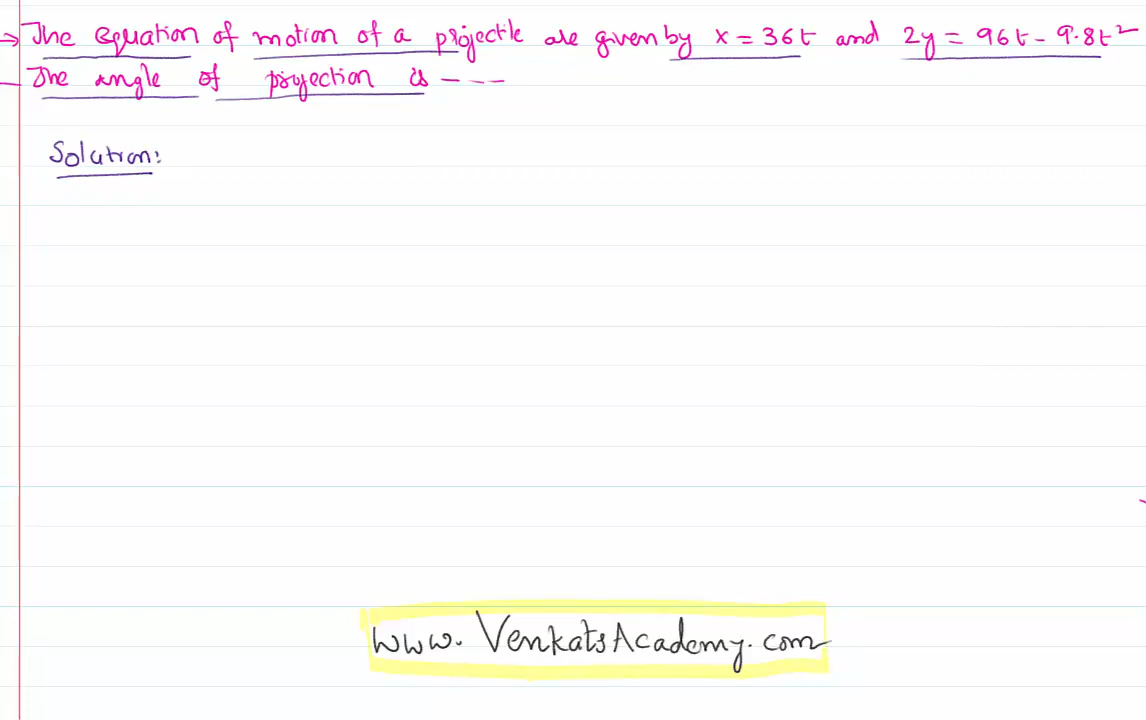 → The equation of motion of a projectile are given by x = 36t and 2y = 96t - 9.8t²
- The angle of projection is ----
Solution:
www.VenkatsAcademy.com